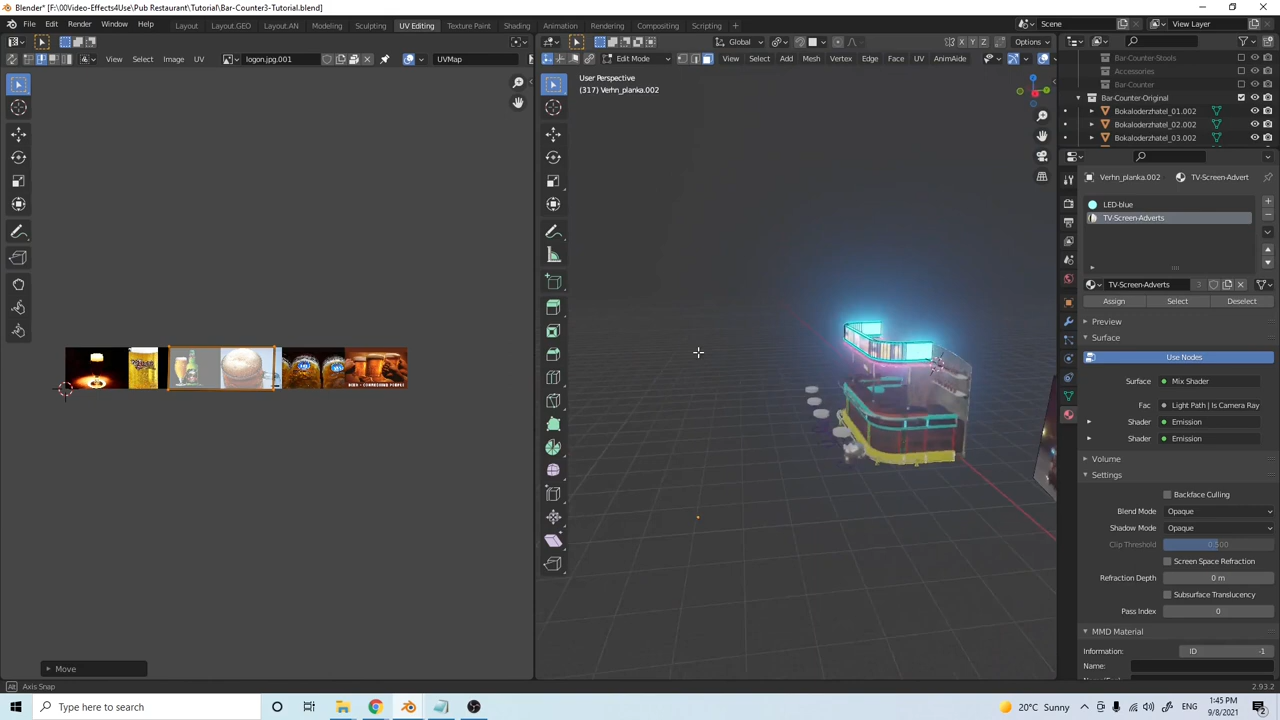 Blender* [F:\00Video-Effects4Use\Pub Restaurant\Tutorial\Bar-Counter3-Tutorial.blend]
File Edit Render Window Help Layout Layout.GEO Layout.AN Modeling Sculpting UV Editing Texture Paint Shading Animation Rendering Compositing Scripting + Scene View Layer
View Select Image UV logon.jpg.001 UVMap
Global X Y Z Options
Edit Mode View Select Add Mesh Vertex Edge Face UV AnimAide
User Perspective
(317) Verhn_planka.002
Bar-Counter-Stools
Accessories
Bar-Counter
Bar-Counter-Original
Bokaloderzhatel_01.002
Bokaloderzhatel_02.002
Bokaloderzhatel_03.002
Verhn_planka.002 TV-Screen-Advert
LED-blue
TV-Screen-Adverts
TV-Screen-Adverts 3
Assign Select Deselect
Preview
Surface
Use Nodes
Surface Mix Shader
Fac Light Path | Is Camera Ray
Shader Emission
Shader Emission
Volume
Settings
Backface Culling
Blend Mode Opaque
Shadow Mode Opaque
Clip Threshold 0.500
Screen Space Refraction
Refraction Depth 0 m
Subsurface Translucency
Pass Index 0
MMD Material
Information: ID -1
Name:
Move
Alt Axis Snap
2.93.2
Type here to search
20°C Sunny
1:45 PM
9/8/2021